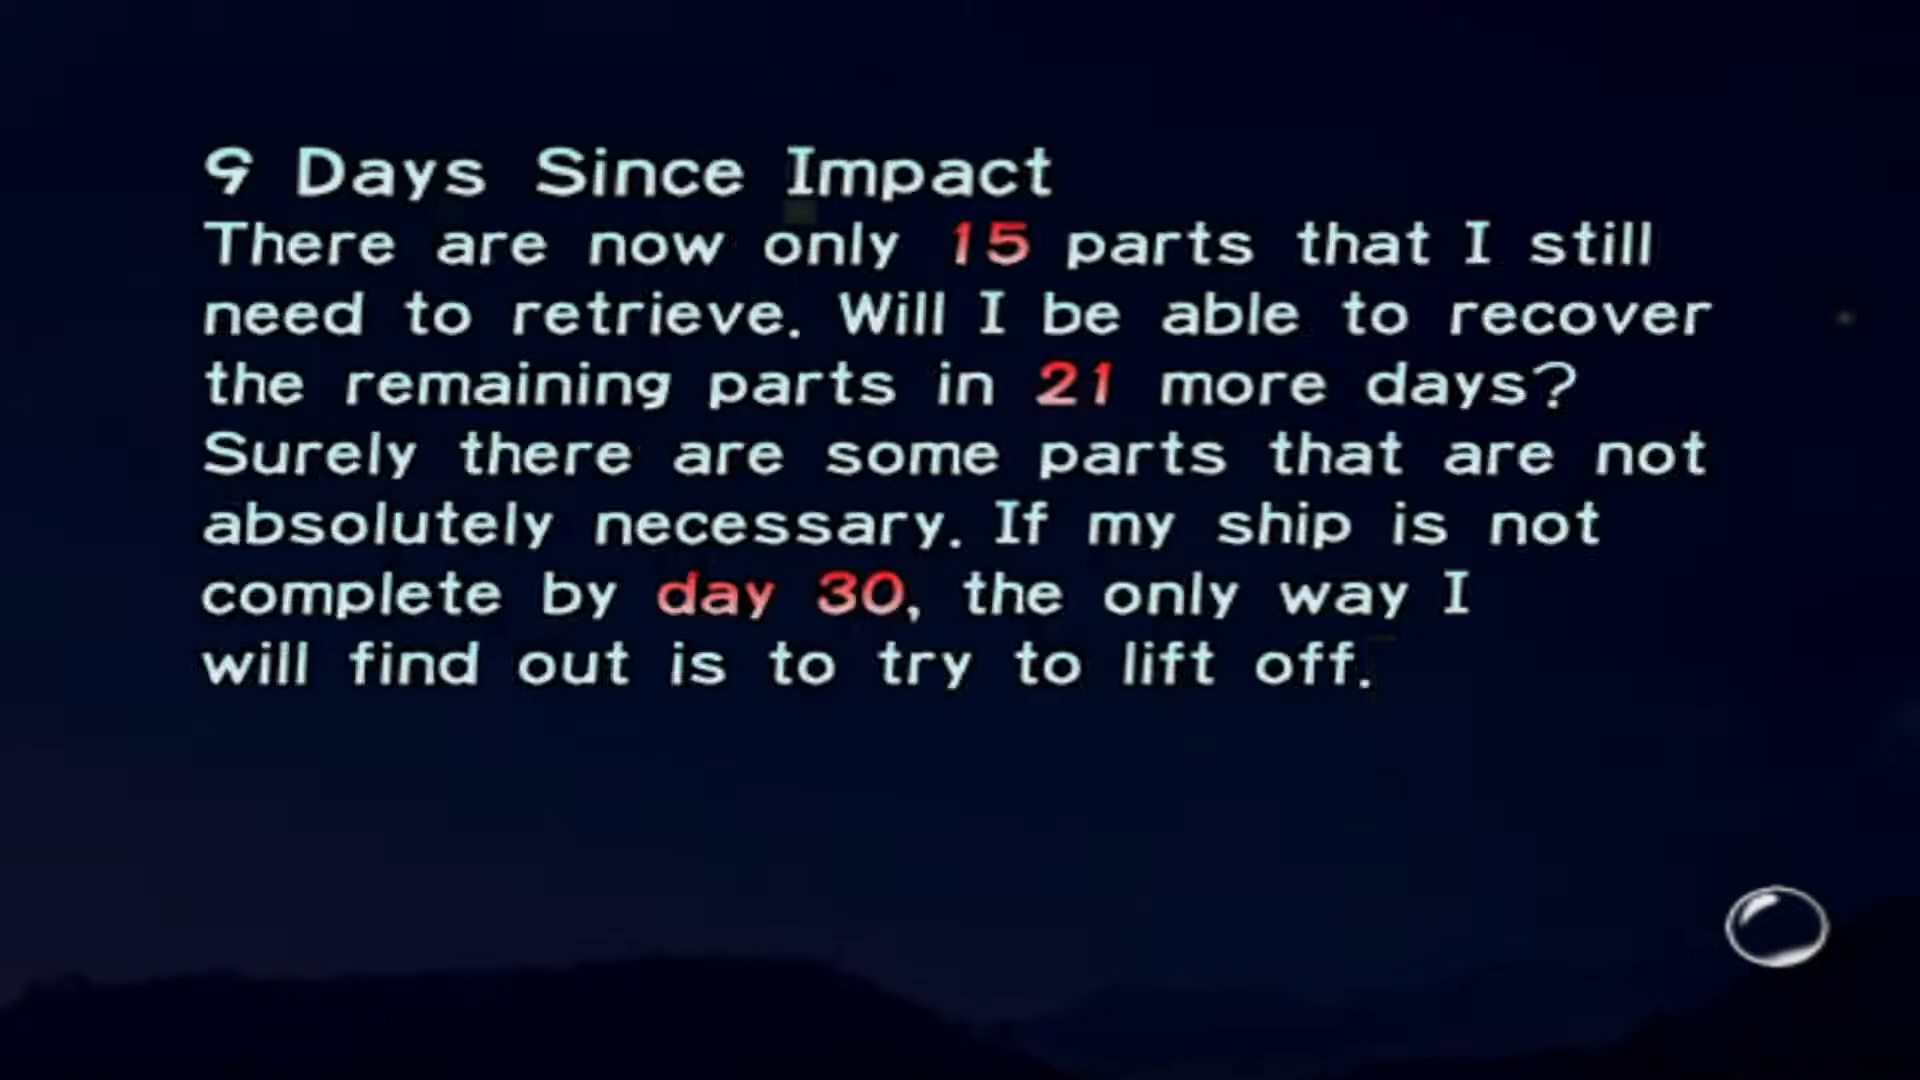 9 Days Since Impact
There are now only 15 parts that I still
need to retrieve. Will I be able to recover
the remaining parts in 21 more days?
Surely there are some parts that are not
absolutely necessary. If my ship is not
complete by day 30, the only way I
will find out is to try to lift off.